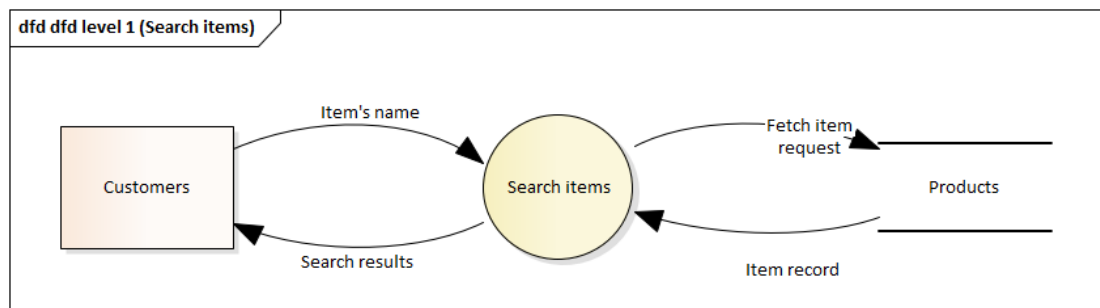 dfd dfd level 1 (Search items)
Item's name
Fetch item
request
Customers
Search items
Products
Search results
Item record